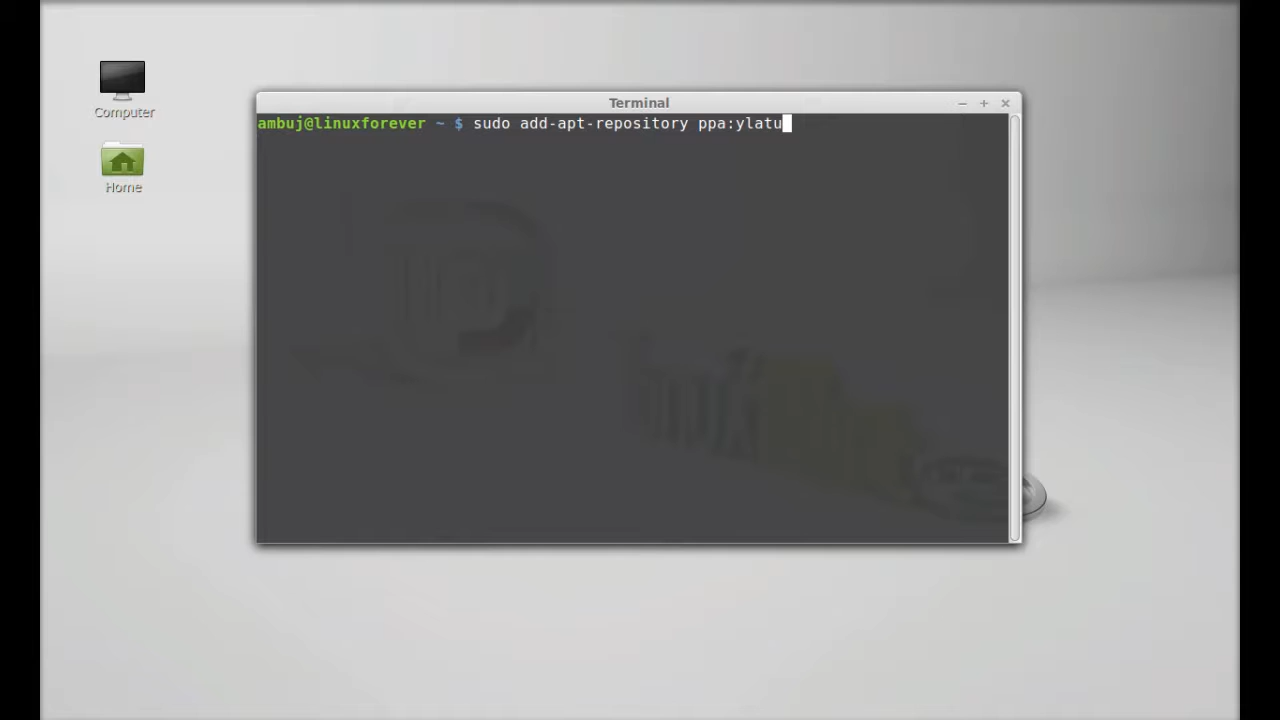 Computer
Home
Terminal
ambuj@linuxforever ~ $ sudo add-apt-repository ppa:ylatu